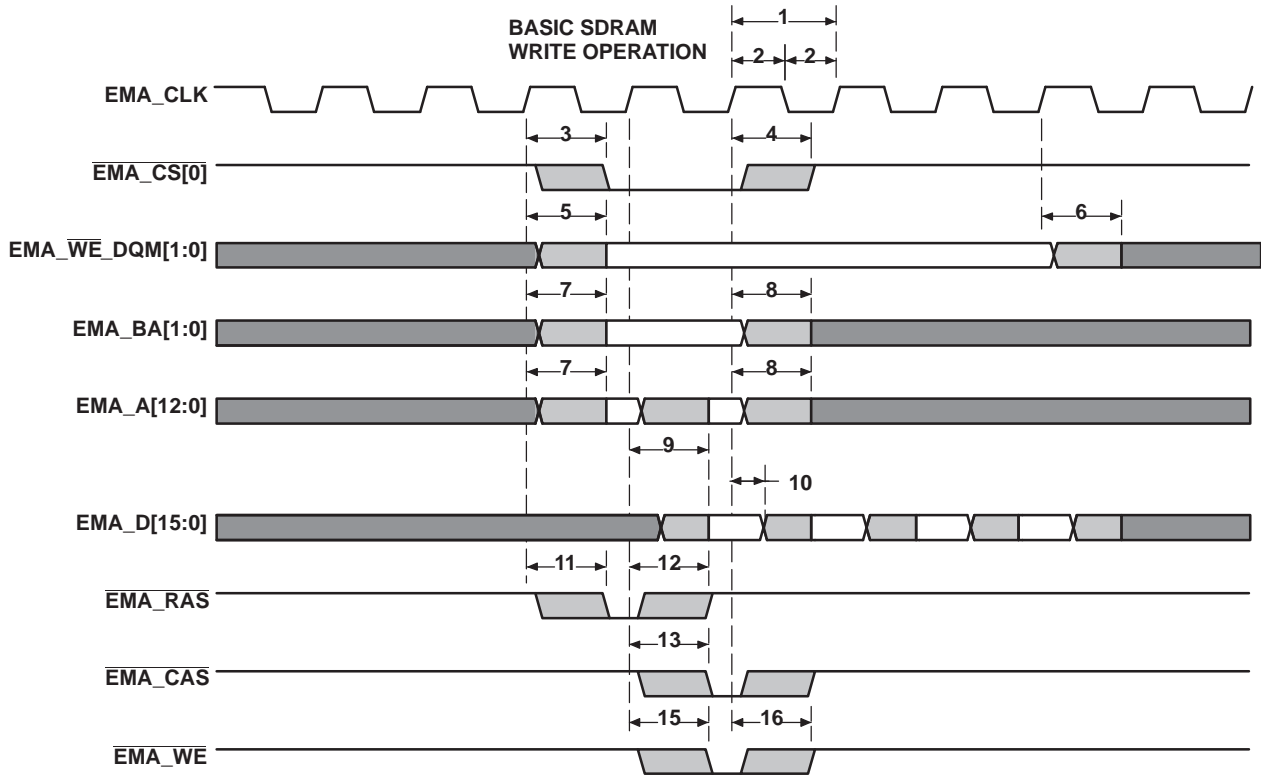 BASIC SDRAM
WRITE OPERATION
1
2 2
EMA_CLK
3 4
EMA_CS[0]
5 6
EMA_WE_DQM[1:0]
7 8
EMA_BA[1:0]
7 8
EMA_A[12:0]
9
10
EMA_D[15:0]
11 12
EMA_RAS
13
EMA_CAS
15 16
EMA_WE